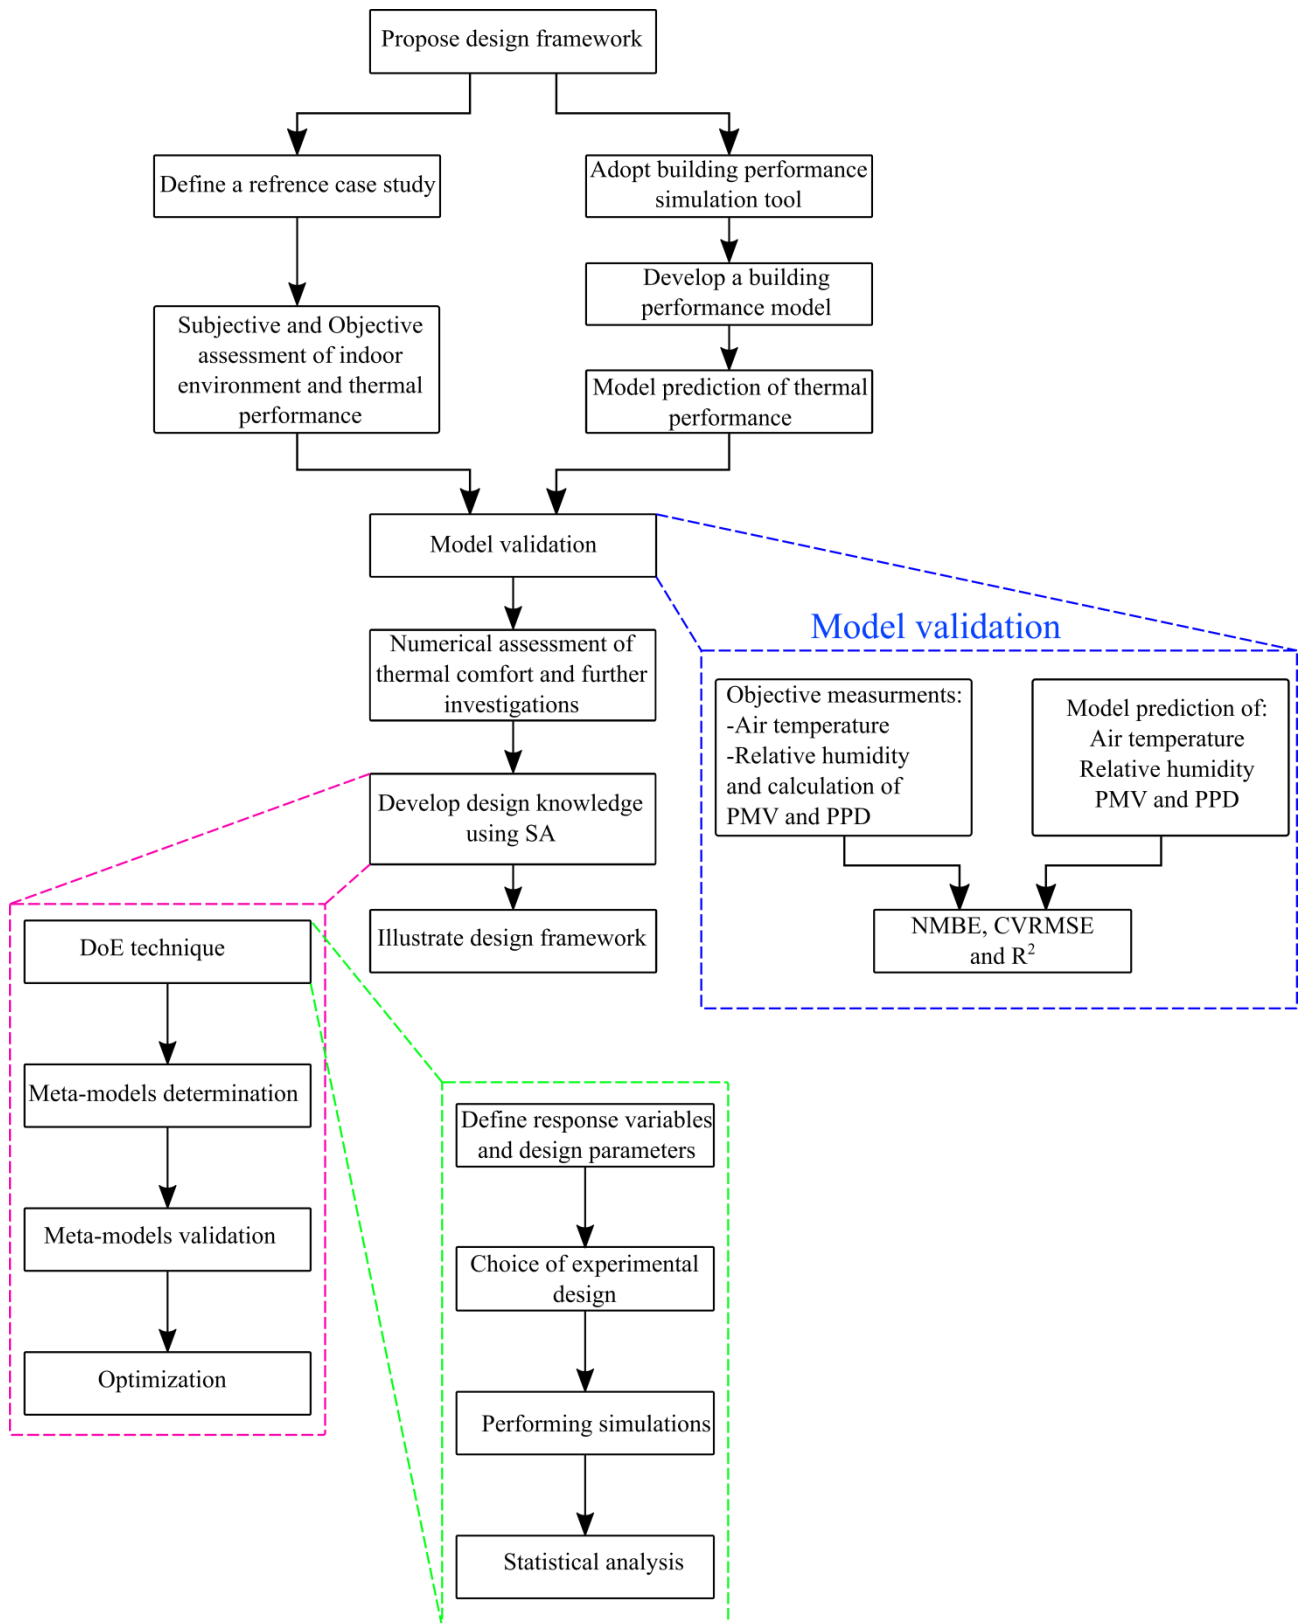 Propose design framework
Define a refrence case study
Adopt building performance
simulation tool
Develop a building
performance model
Subjective and Objective
assessment of indoor
environment and thermal
performance
Model prediction of thermal
performance
Model validation
Numerical assessment of
thermal comfort and further
investigations
Develop design knowledge
using SA
Illustrate design framework
Model validation
Objective measurments:
-Air temperature
-Relative humidity
and calculation of
PMV and PPD
Model prediction of:
Air temperature
Relative humidity
PMV and PPD
NMBE, CVRMSE
and R²
DoE technique
Meta-models determination
Meta-models validation
Optimization
Define response variables
and design parameters
Choice of experimental
design
Performing simulations
Statistical analysis